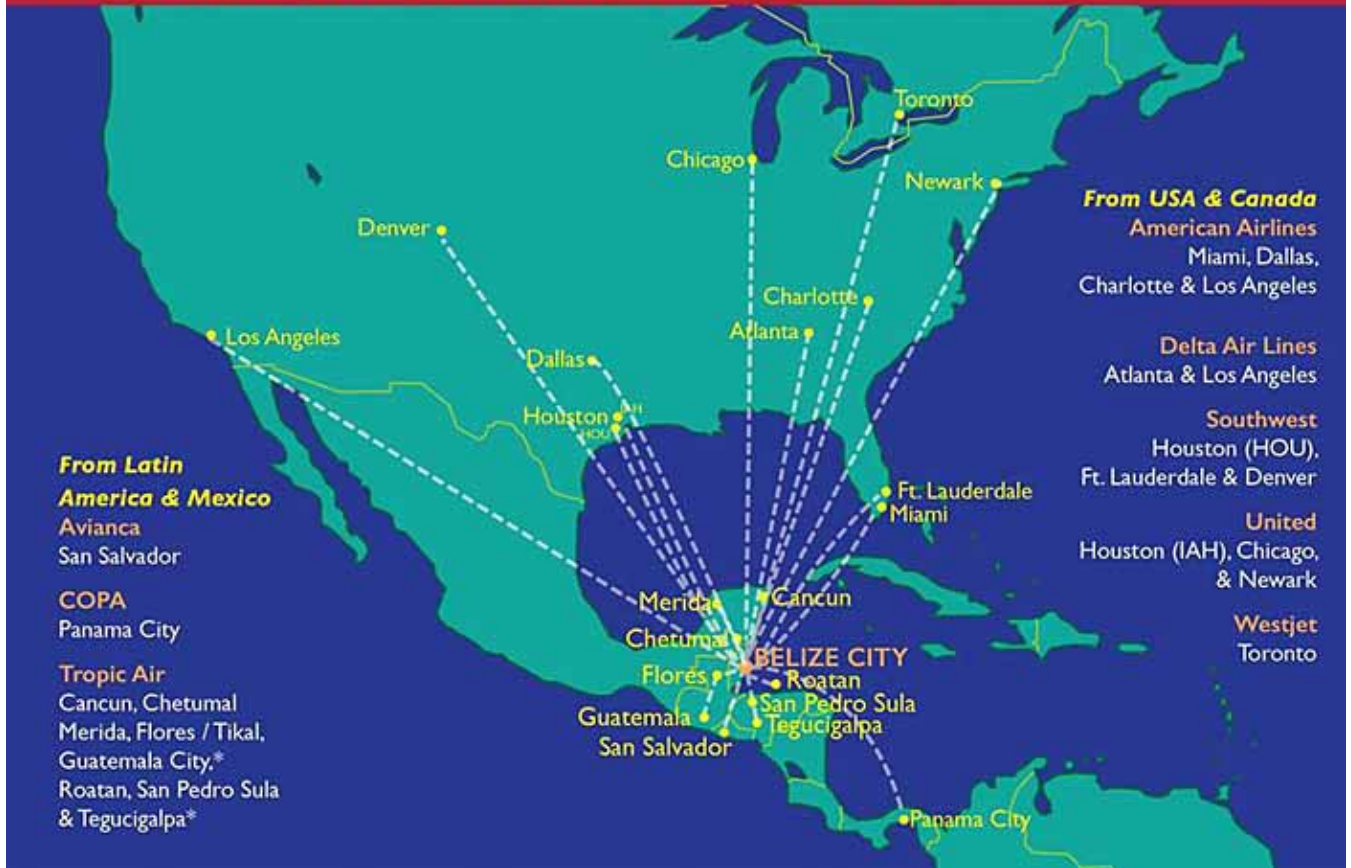 Toronto
Chicago
Newark
Denver
Charlotte
Atlanta
Los Angeles
Dallas
Houston
IAH
HOU
Ft. Lauderdale
Miami
Merida
Cancun
Chetumal
BELIZE CITY
Flores
Roatan
San Pedro Sula
Guatemala
Tegucigalpa
San Salvador
Panama City
From USA & Canada
American Airlines
Miami, Dallas,
Charlotte & Los Angeles
Delta Air Lines
Atlanta & Los Angeles
Southwest
Houston (HOU),
Ft. Lauderdale & Denver
United
Houston (IAH), Chicago,
& Newark
Westjet
Toronto
From Latin
America & Mexico
Avianca
San Salvador
COPA
Panama City
Tropic Air
Cancun, Chetumal
Merida, Flores / Tikal,
Guatemala City,*
Roatan, San Pedro Sula
& Tegucigalpa*